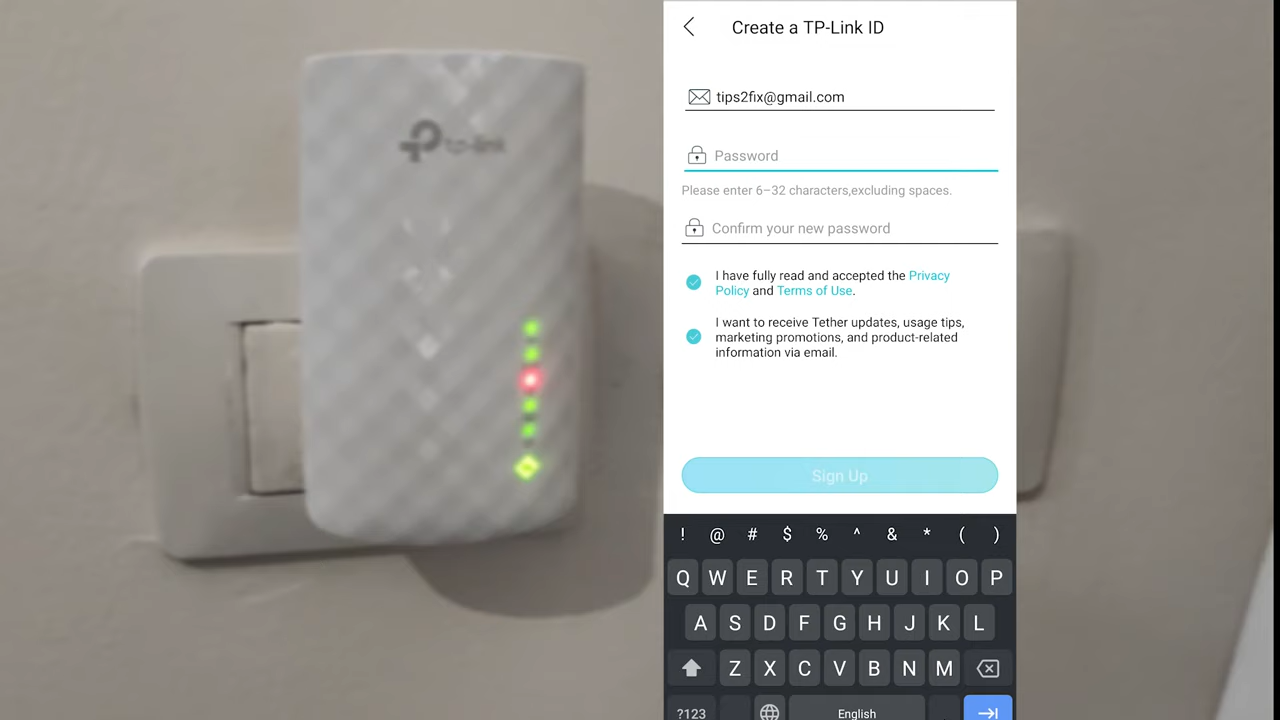 tp-link
Create a TP-Link ID
tips2fix@gmail.com
Password
Please enter 6–32 characters,excluding spaces.
Confirm your new password
I have fully read and accepted the Privacy
Policy and Terms of Use.
I want to receive Tether updates, usage tips,
marketing promotions, and product-related
information via email.
Sign Up
! @ # $ % ^ & * ( )
Q W E R T Y U I O P
A S D F G H J K L
Z X C V B N M
?123 English .